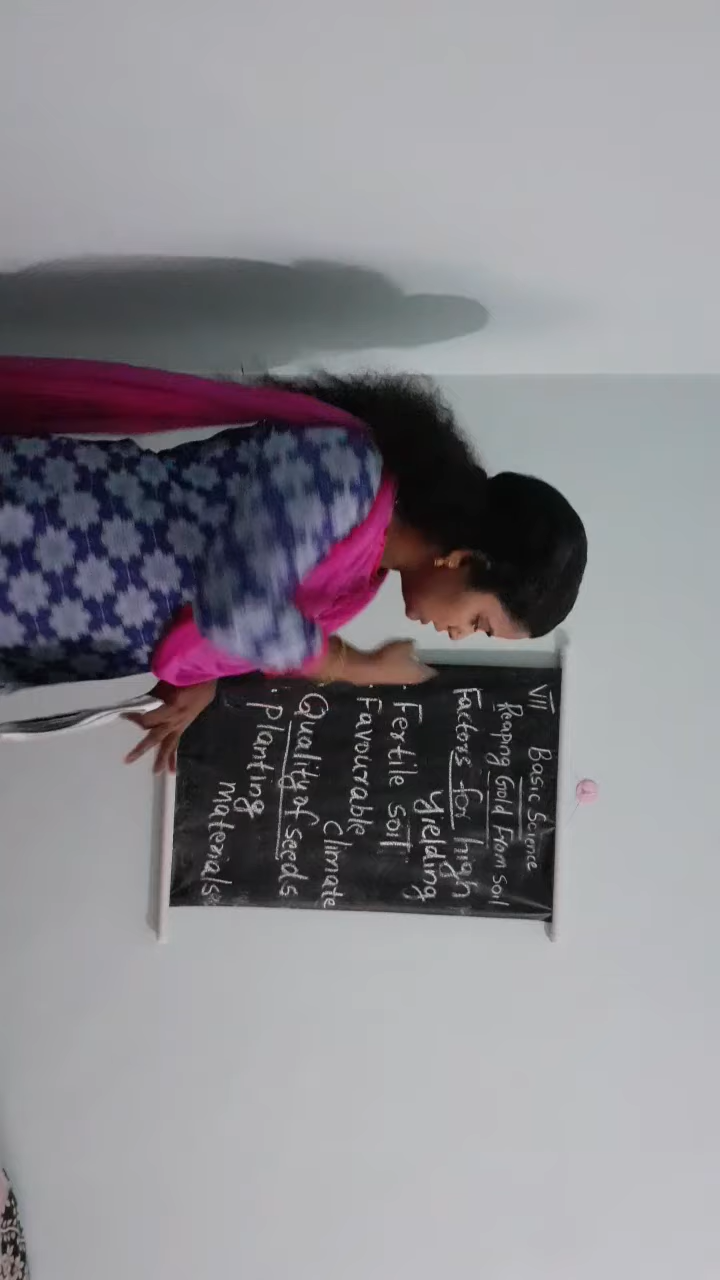 VII Basic Science
Reaping Gold From Soil
Factors for high
yielding
. Fertile Soil
. Favourable
Climate
Quality of seeds
: Planting
materials